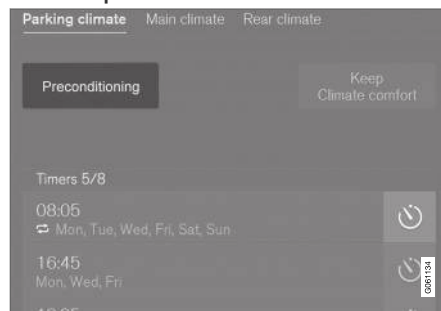 Parking climate Main climate Rear climate
Preconditioning
Keep
Climate comfort
Timers 5/8
08:05
Mon, Tue, Wed, Fri, Sat, Sun
16:45
Mon, Wed, Fri
G061134